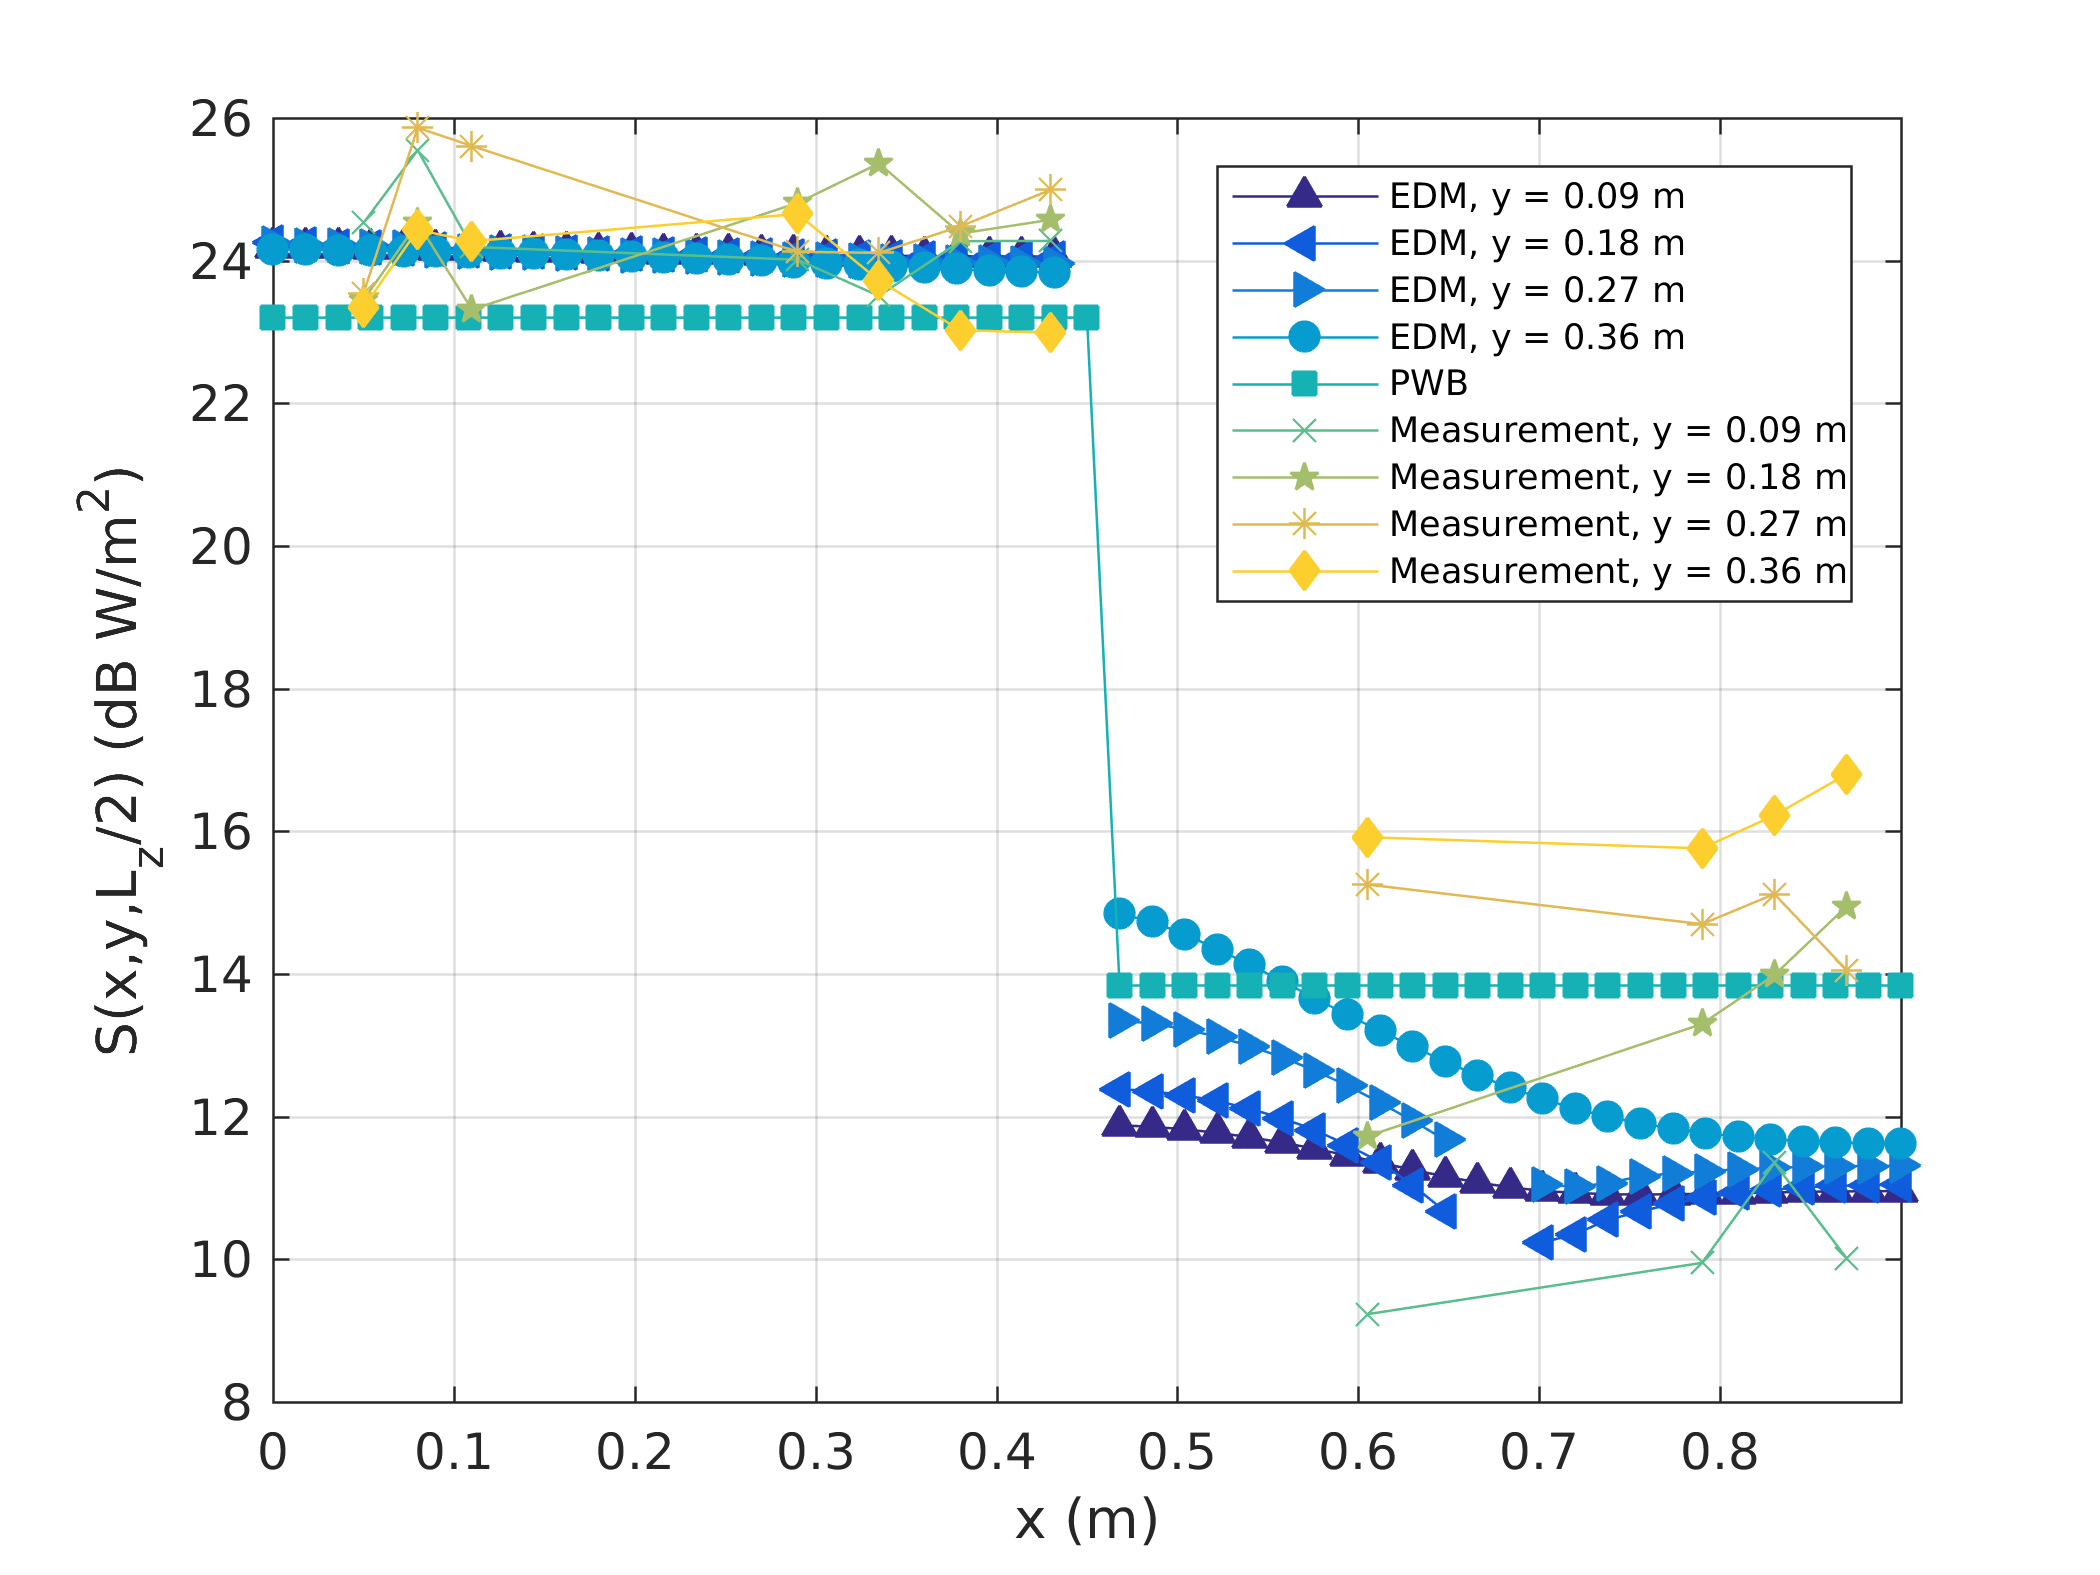 26
24
22
20
18
16
14
12
10
8
S(x,y,L_z/2) (dB W/m^2)
EDM, y = 0.09 m
EDM, y = 0.18 m
EDM, y = 0.27 m
EDM, y = 0.36 m
PWB
Measurement, y = 0.09 m
Measurement, y = 0.18 m
Measurement, y = 0.27 m
Measurement, y = 0.36 m
0 0.1 0.2 0.3 0.4 0.5 0.6 0.7 0.8
x (m)